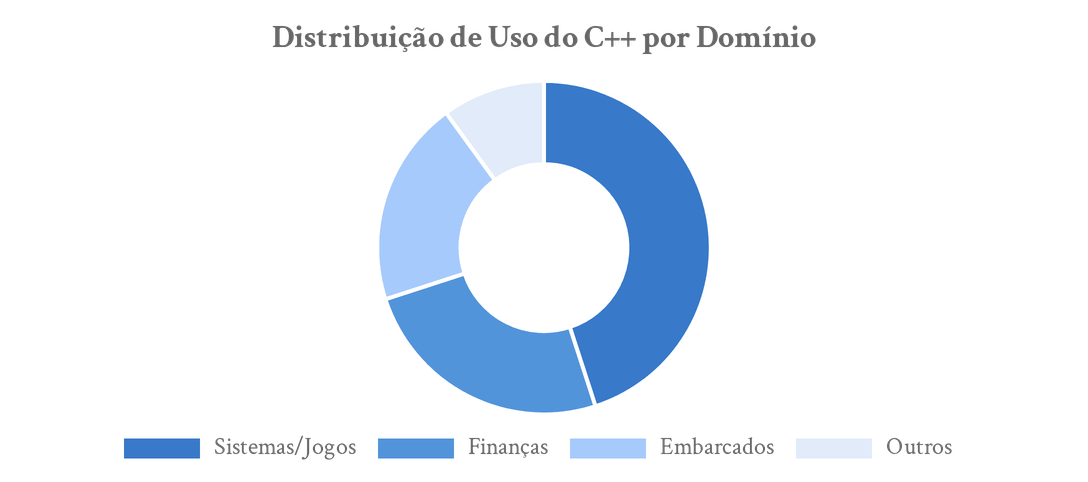 Distribuição de Uso do C++ por Domínio
Sistemas/Jogos Finanças Embarcados Outros